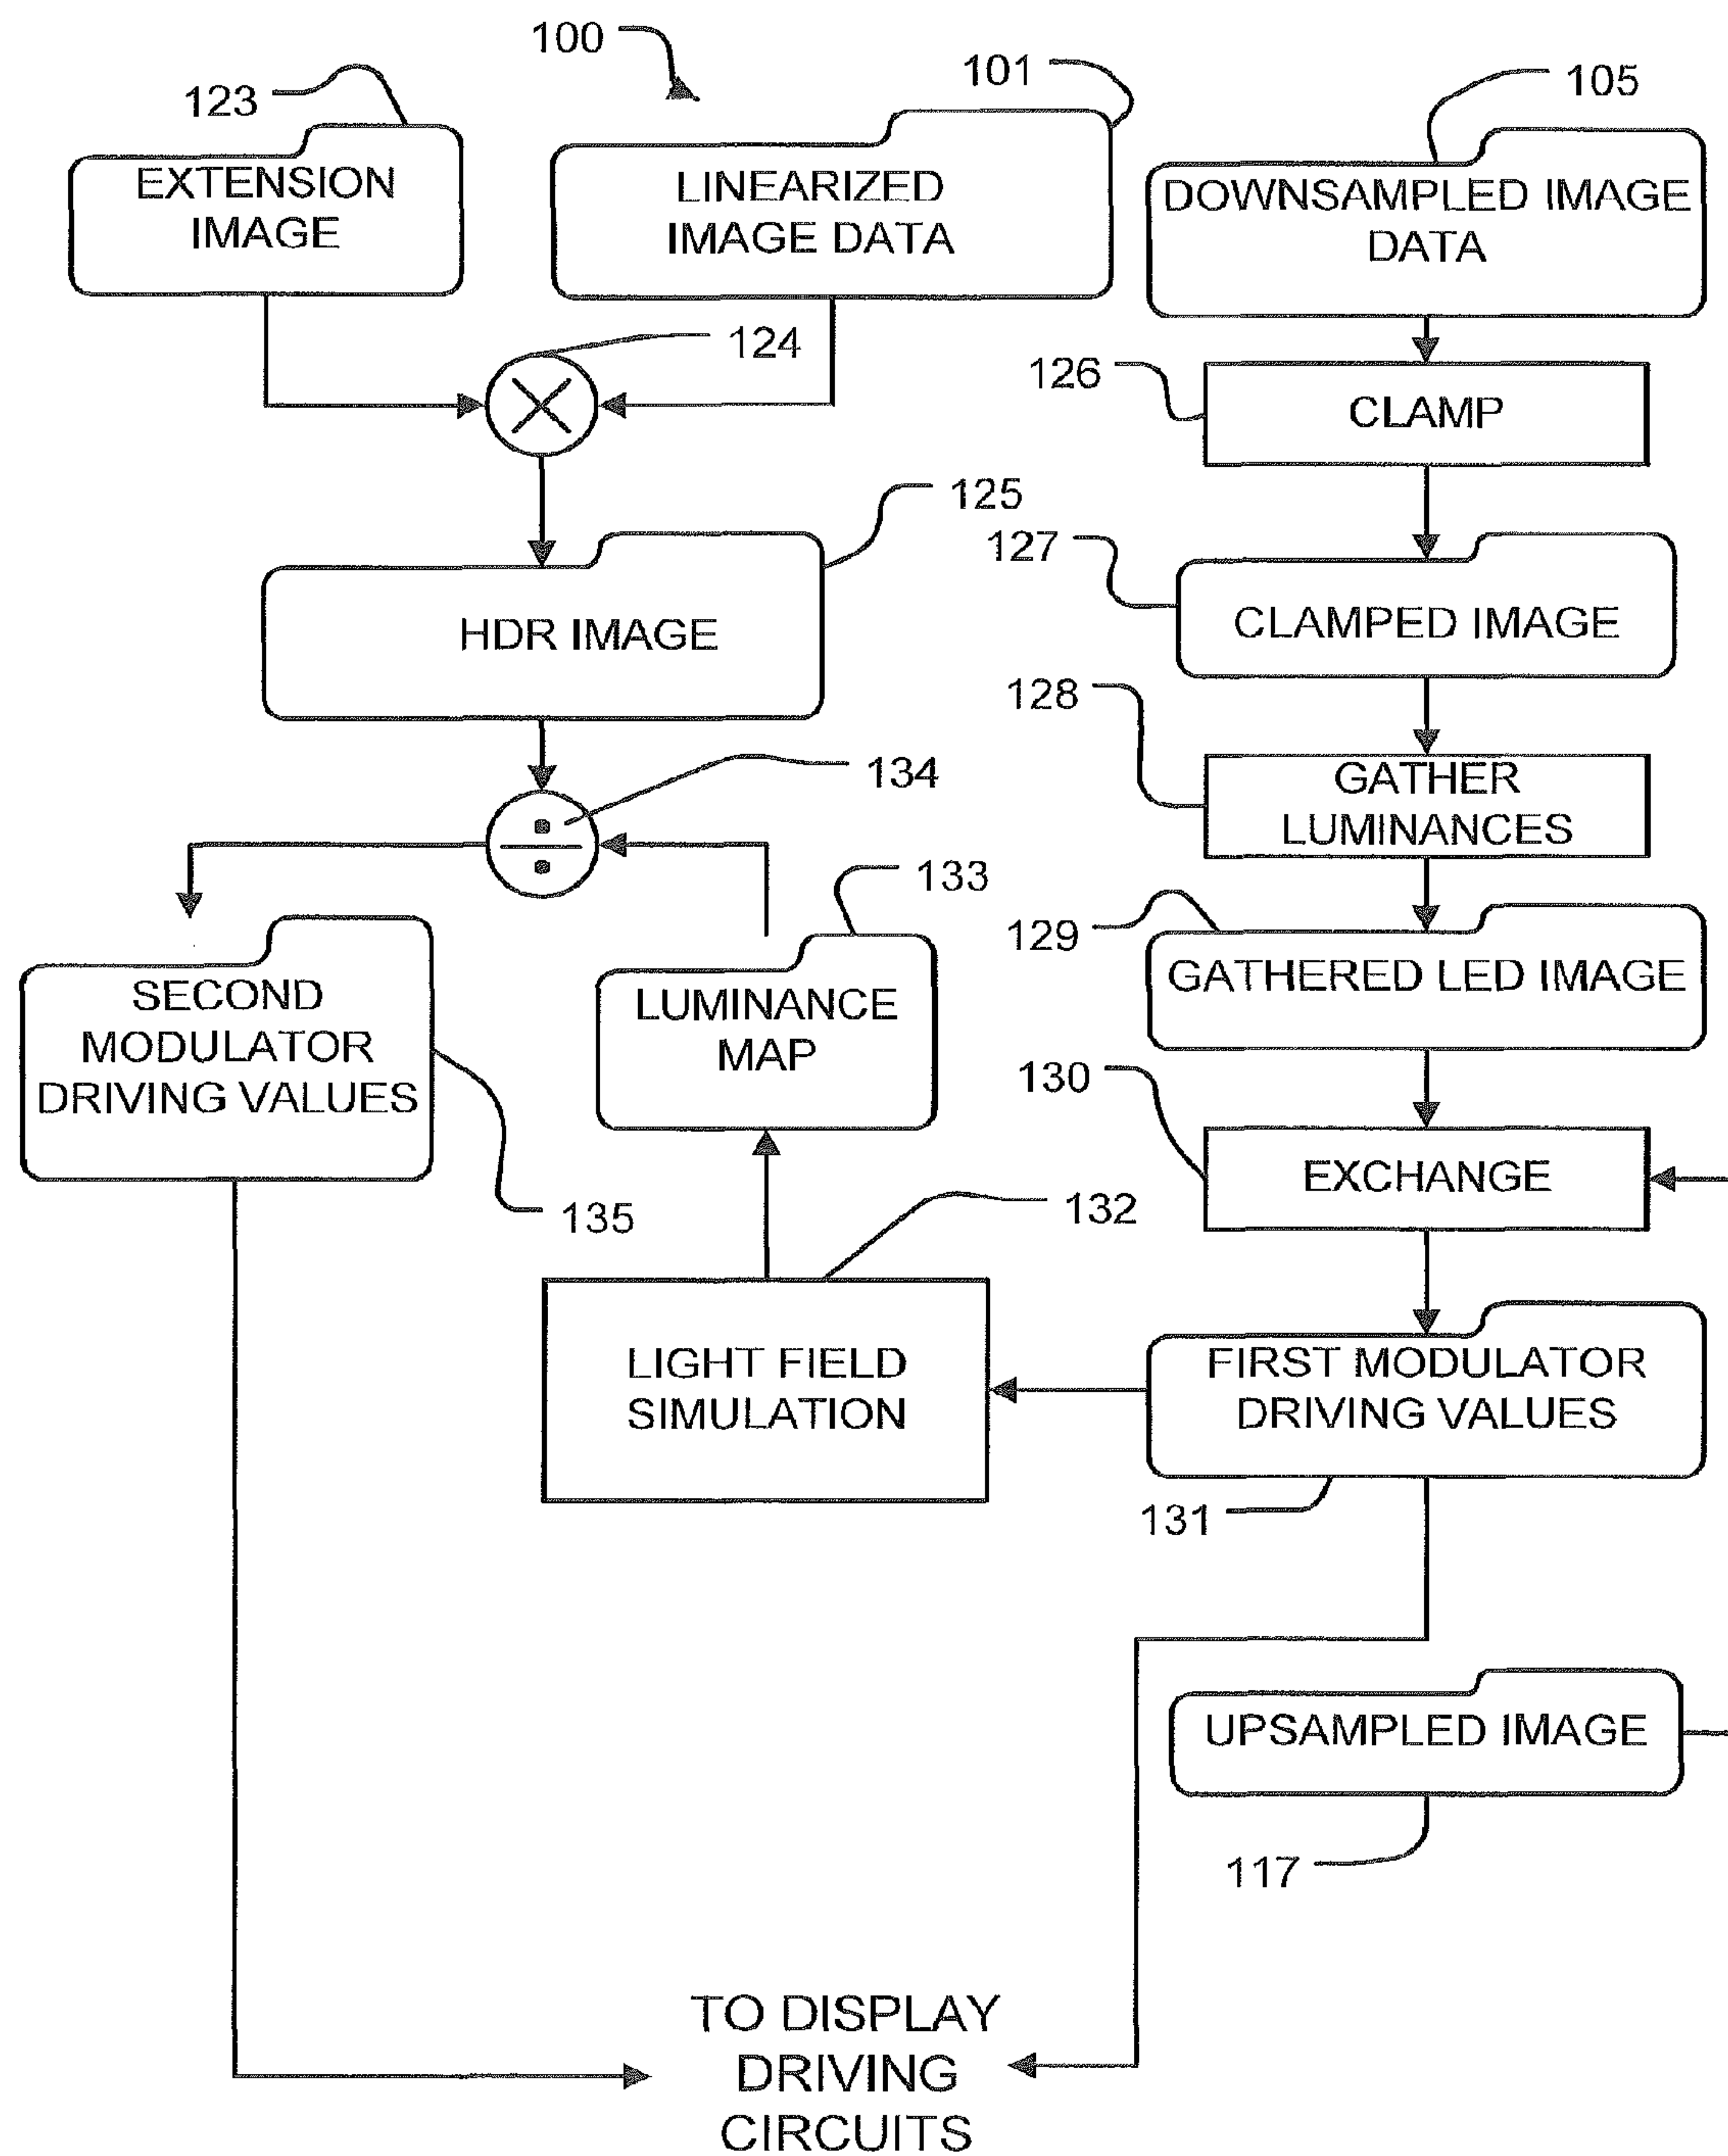 100
101
105
123
EXTENSION
IMAGE
LINEARIZED
IMAGE DATA
DOWNSAMPLED IMAGE
DATA
124
126
CLAMP
125
127
HDR IMAGE
CLAMPED IMAGE
128
134
GATHER
LUMINANCES
133
129
GATHERED LED IMAGE
SECOND
MODULATOR
DRIVING VALUES
LUMINANCE
MAP
130
EXCHANGE
135
132
LIGHT FIELD
SIMULATION
FIRST MODULATOR
DRIVING VALUES
131
UPSAMPLED IMAGE
117
TO DISPLAY
DRIVING
CIRCUITS